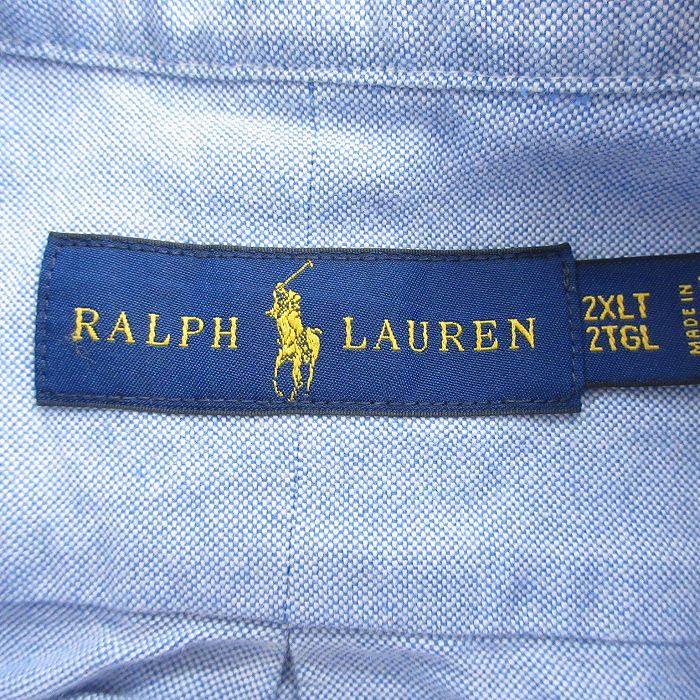 RALPH LAUREN
2XLT
2TGL
MADE IN